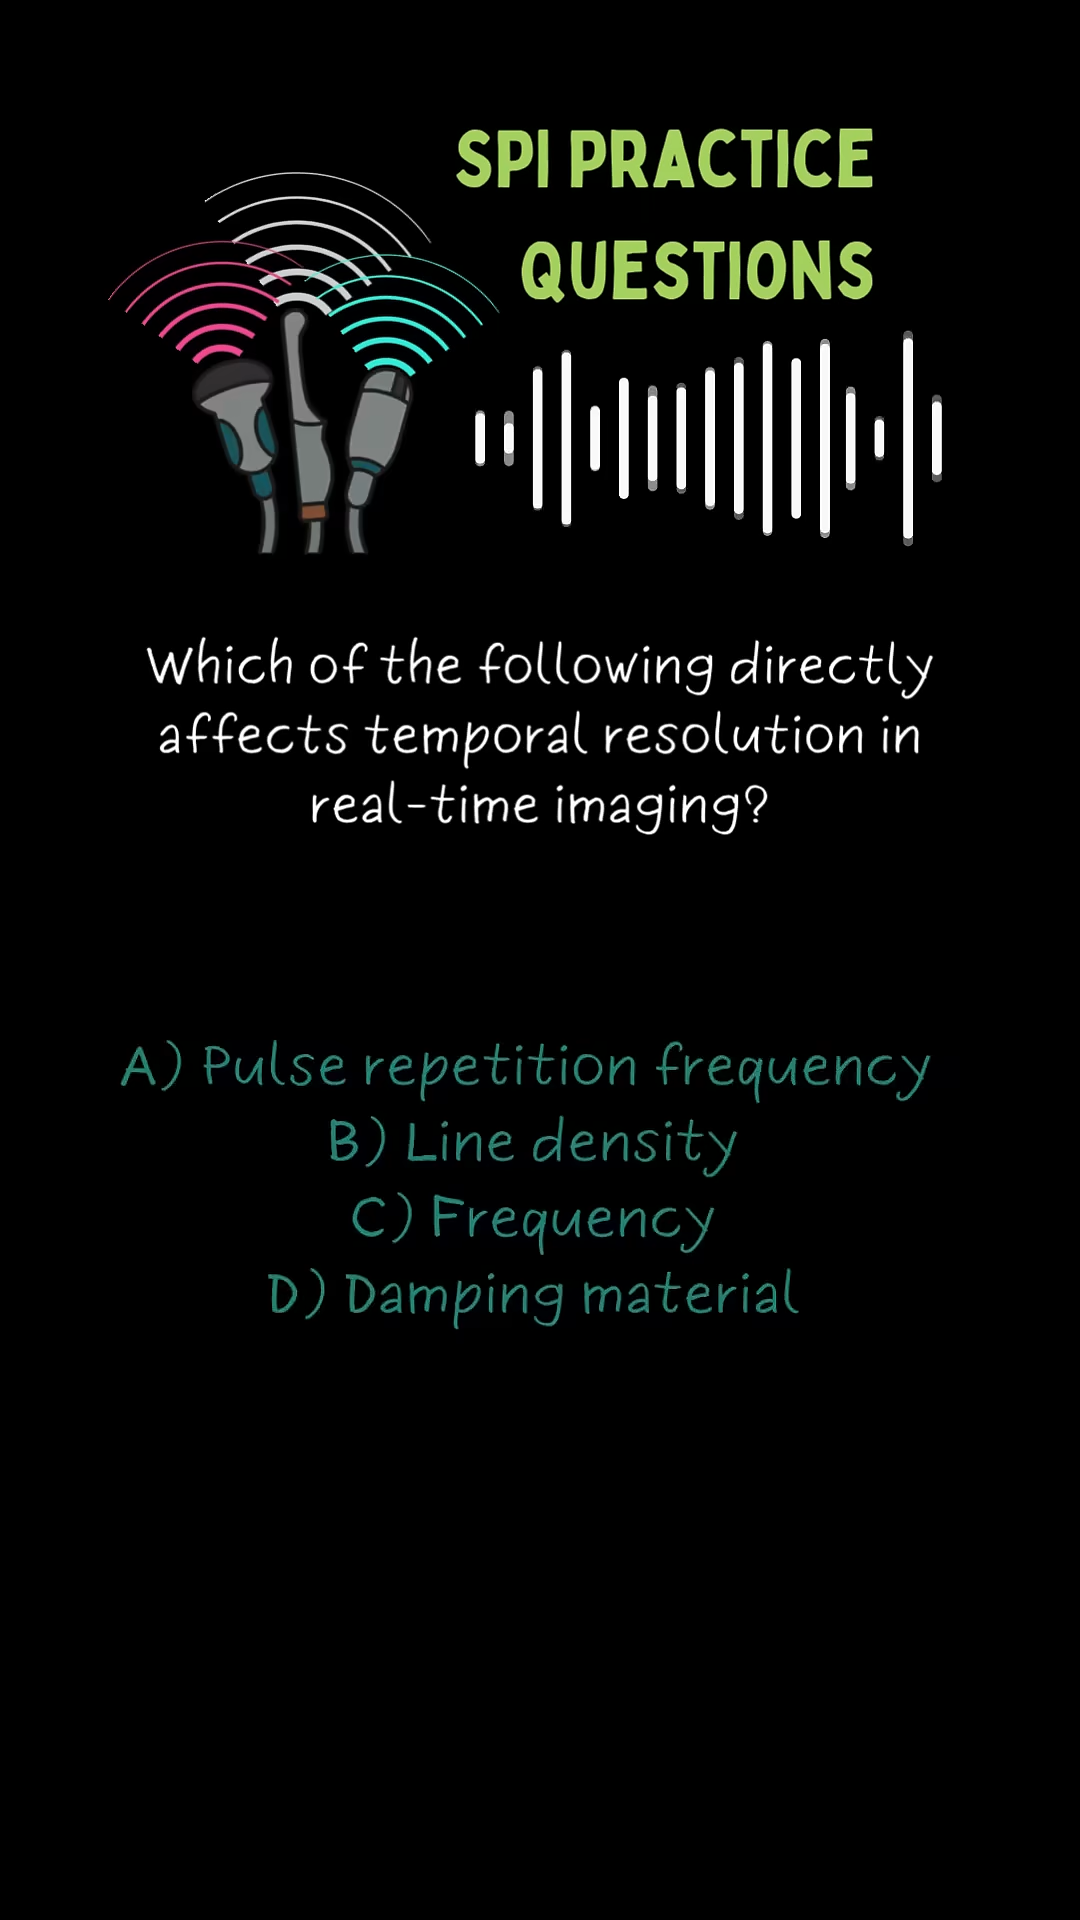 SPI PRACTICE
QUESTIONS
Which of the following directly
affects temporal resolution in
real-time imaging?
A) Pulse repetition frequency
B) Line density
C) Frequency
D) Damping material